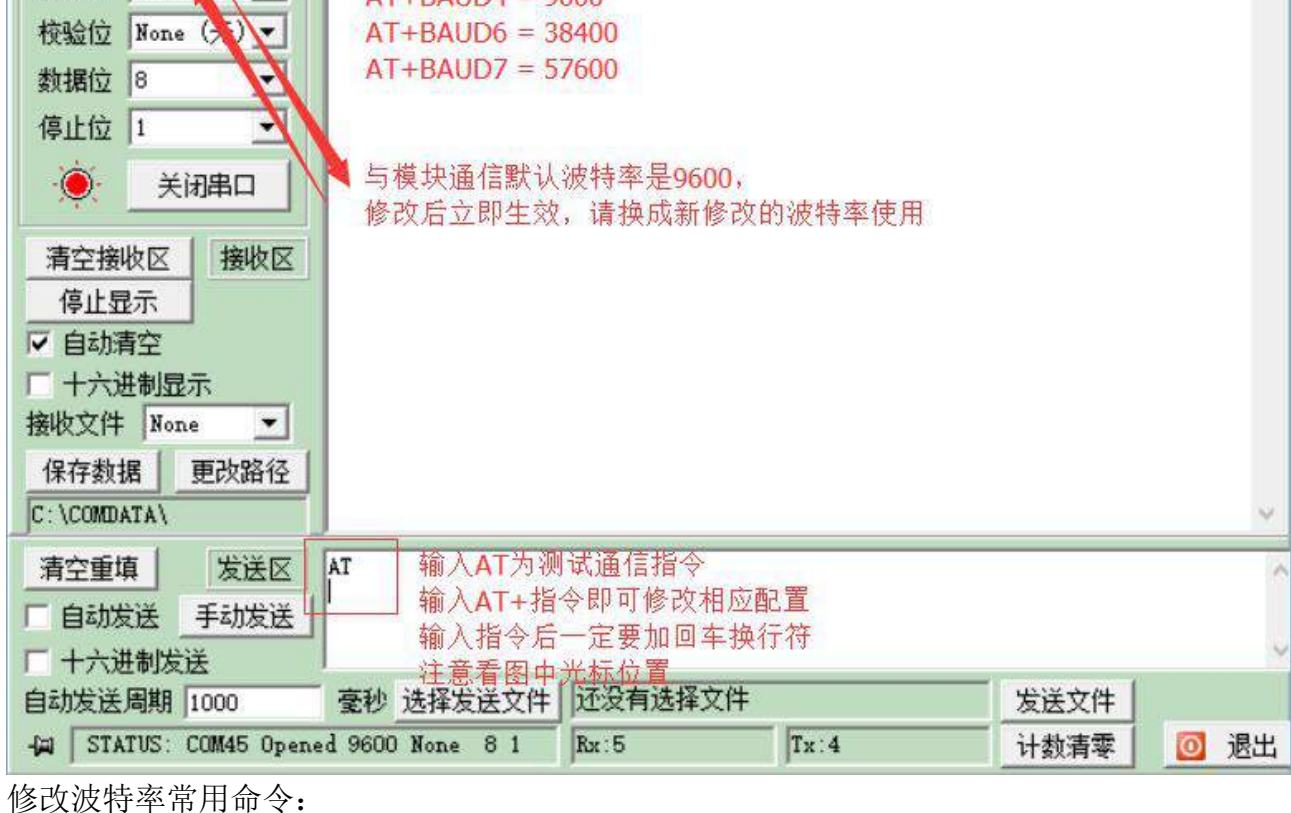 AT+BAUD4 = 9600
校验位 None (无)
AT+BAUD6 = 38400
数据位 8
AT+BAUD7 = 57600
停止位 1
关闭串口
与模块通信默认波特率是9600，
修改后立即生效，请换成新修改的波特率使用
清空接收区 接收区
停止显示
自动清空
十六进制显示
接收文件 None
保存数据 更改路径
C:\COMDATA\
清空重填 发送区
AT
输入AT为测试通信指令
输入AT+指令即可修改相应配置
输入指令后一定要加回车换行符
注意看图中光标位置
自动发送 手动发送
十六进制发送
自动发送周期 1000 毫秒 选择发送文件 还没有选择文件 发送文件
STATUS: COM45 Opened 9600 None 8 1 Rx:5 Tx:4 计数清零 退出
修改波特率常用命令：